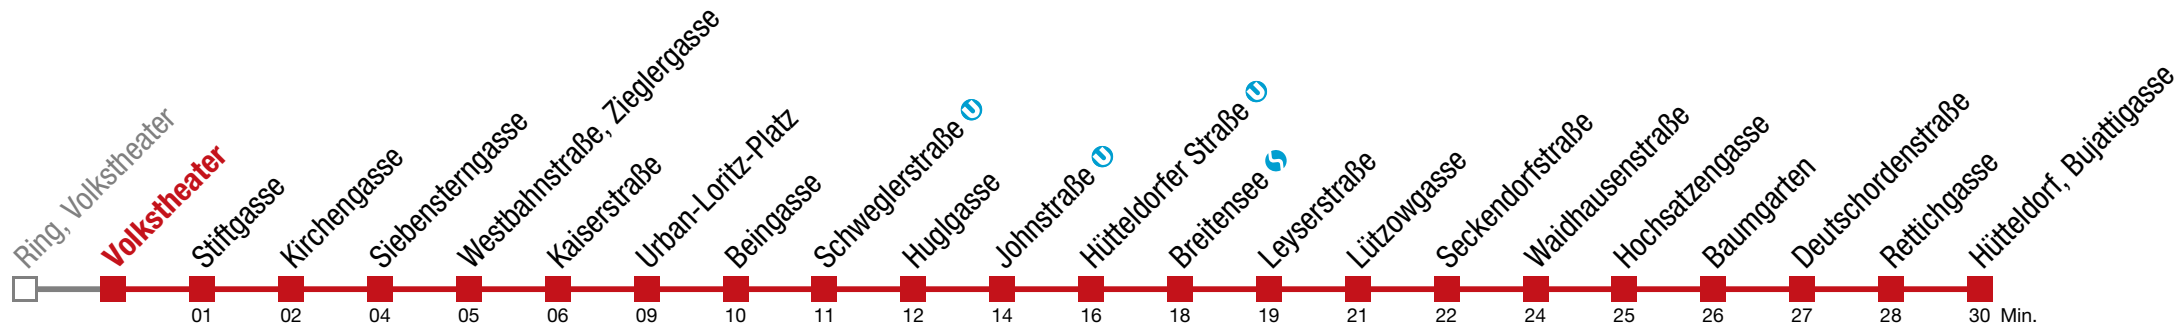 Ring, Volkstheater
Volkstheater
Stiftgasse
Kirchengasse
Siebensterngasse
Westbahnstraße, Zieglergasse
Kaiserstraße
Urban-Loritz-Platz
Beingasse
Schweglerstraße U
Huglgasse
Johnstraße U
Hütteldorfer Straße U
Breitensee
Leyserstraße
Lützowgasse
Seckendorfstraße
Waidhausenstraße
Hochsatzengasse
Baumgarten
Deutschordenstraße
Rettichgasse
Hütteldorf, Bujattigasse
01 02 04 05 06 09 10 11 12 14 16 18 19 21 22 24 25 26 27 28 30 Min.